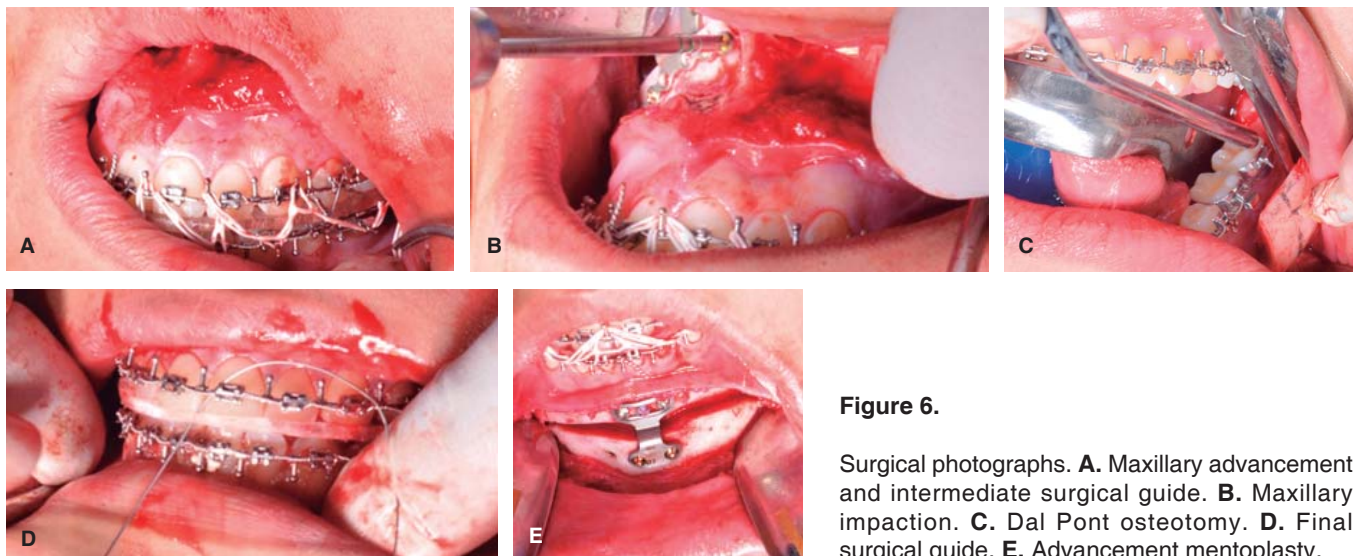 A
B
C
D
E
Figure 6.
Surgical photographs. A. Maxillary advancement
and intermediate surgical guide. B. Maxillary
impaction. C. Dal Pont osteotomy. D. Final
surgical guide. E. Advancement mentoplasty.